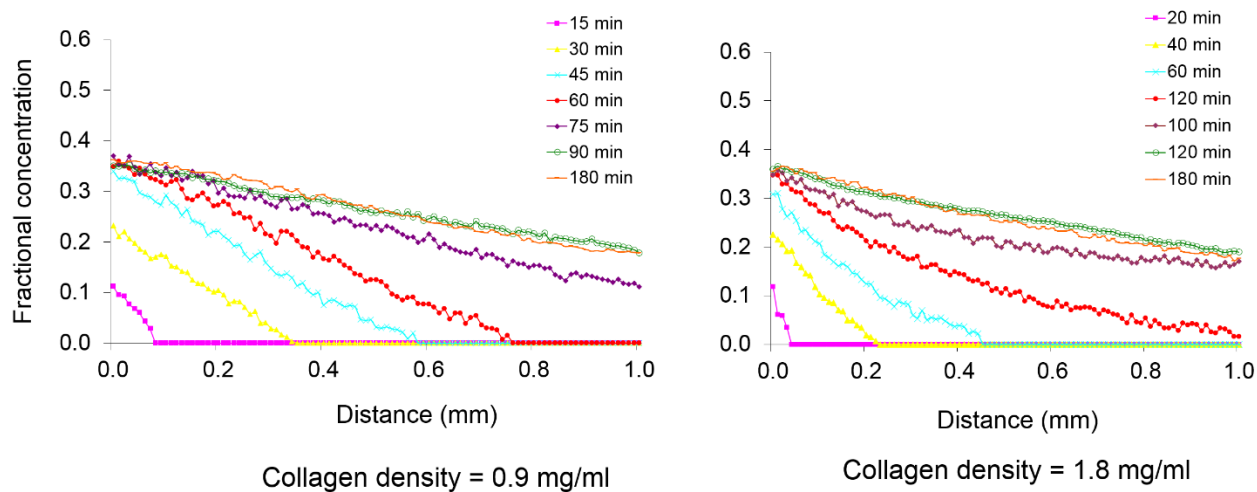 15 min
30 min
45 min
60 min
75 min
90 min
180 min
0.6
0.5
0.4
0.3
0.2
0.1
0.0
Fractional concentration
0.0 0.2 0.4 0.6 0.8 1.0
Distance (mm)
Collagen density = 0.9 mg/ml
20 min
40 min
60 min
120 min
100 min
120 min
180 min
0.6
0.5
0.4
0.3
0.2
0.1
0.0
0.0 0.2 0.4 0.6 0.8 1.0
Distance (mm)
Collagen density = 1.8 mg/ml